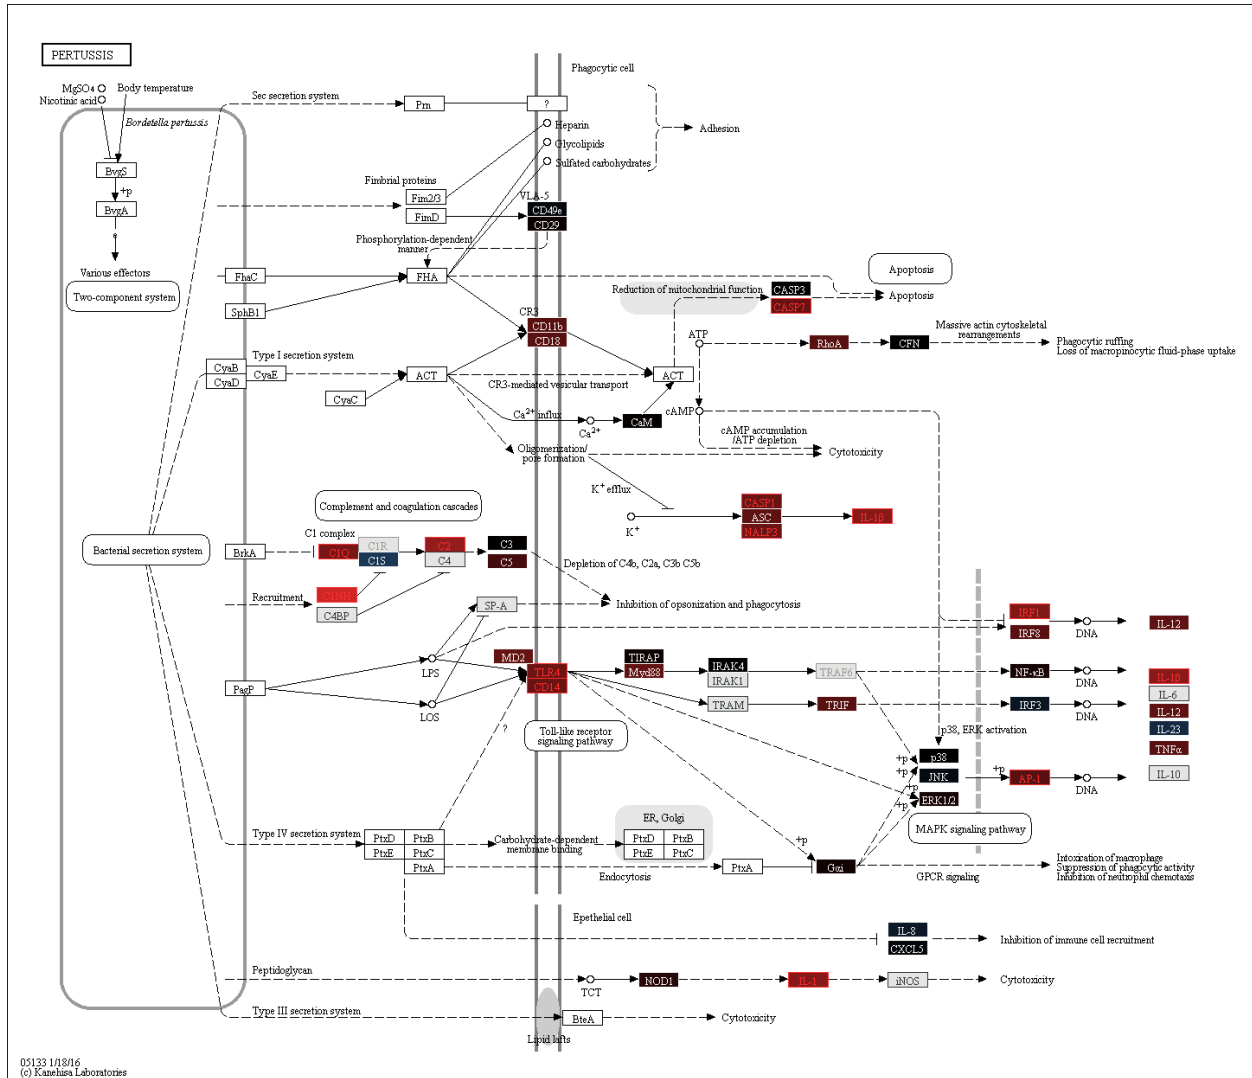 PERTUSSIS
MgSO4
Nicotinic acid
Body temperature
Bordetella pertussis
BvgS
+p
BvgA
e
Various effectors
Two-component system
Bacterial secretion system
Sec secretion system
Prn
?
Phagocytic cell
Heparin
Glycolipids
Sulfated carbohydrates
Adhesion
Fimbrial proteins
Fim2/3
FimD
VLA-5
CD49e
CD29
Phosphorylation-dependent
manner
FhaC
FHA
SphB1
CR3
CD11b
CD18
Reduction of mitochondrial function
CASP3
CASP7
Apoptosis
Apoptosis
Type I secretion system
CyaB
CyaD
CyaE
CyaC
ACT
CR3-mediated vesicular transport
ACT
ATP
RhoA
CFN
Massive actin cytoskeletal
rearrangements
Phagocytic ruffing
Loss of macropinocytic fluid-phase uptake
Ca2+ influx
Ca2+
CaM
cAMP
cAMP accumulation
/ATP depletion
Cytotoxicity
Oligomerization/
pore formation
K+ efflux
K+
CASP1
ASC
NALP3
IL-1β
Complement and coagulation cascades
C1 complex
BrkA
C1Q
C1R
C1S
C2
C4
C3
C5
Depletion of C4b, C2a, C3b C5b
Recruitment
C1NH
C4BP
SP-A
Inhibition of opsonization and phagocytosis
IRF1
IRF8
DNA
IL-12
PagP
LPS
LOS
MD2
TLR4
CD14
TIRAP
Myd88
IRAK4
IRAK1
TRAF6
NF-κB
DNA
IL-1β
IL-6
IL-12
IL-23
TNFα
IL-10
TRAM
TRIF
IRF3
DNA
?
Toll-like receptor
signaling pathway
p38, ERK activation
+p
+p
+p
+p
p38
JNK
ERK1/2
+p
AP-1
DNA
MAPK signaling pathway
Type IV secretion system
PtxD
PtxB
PtxE
PtxC
PtxA
Carbohydrate-dependent
membrane binding
ER, Golgi
PtxD
PtxB
PtxE
PtxC
Endocytosis
PtxA
+p
Gαi
GPCR signaling
Intoxication of macrophage
Suppression of phagocytic activity
Inhibition of neutrophil chemotaxis
Epethelial cell
IL-8
CXCL5
Inhibition of immune cell recruitment
Peptidoglycan
TCT
NOD1
IL-1
iNOS
Cytotoxicity
Type III secretion system
BteA
Cytotoxicity
Lipid lafts
05133 1/18/16
(c) Kanehisa Laboratories